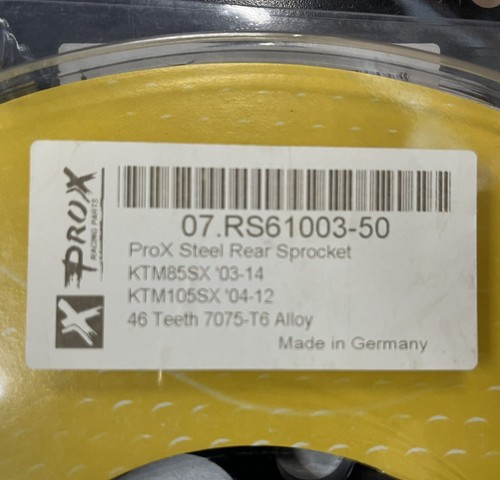 PROX
RACING PARTS
07.RS61003-50
ProX Steel Rear Sprocket
KTM85SX '03-14
KTM105SX '04-12
46 Teeth 7075-T6 Alloy
Made in Germany